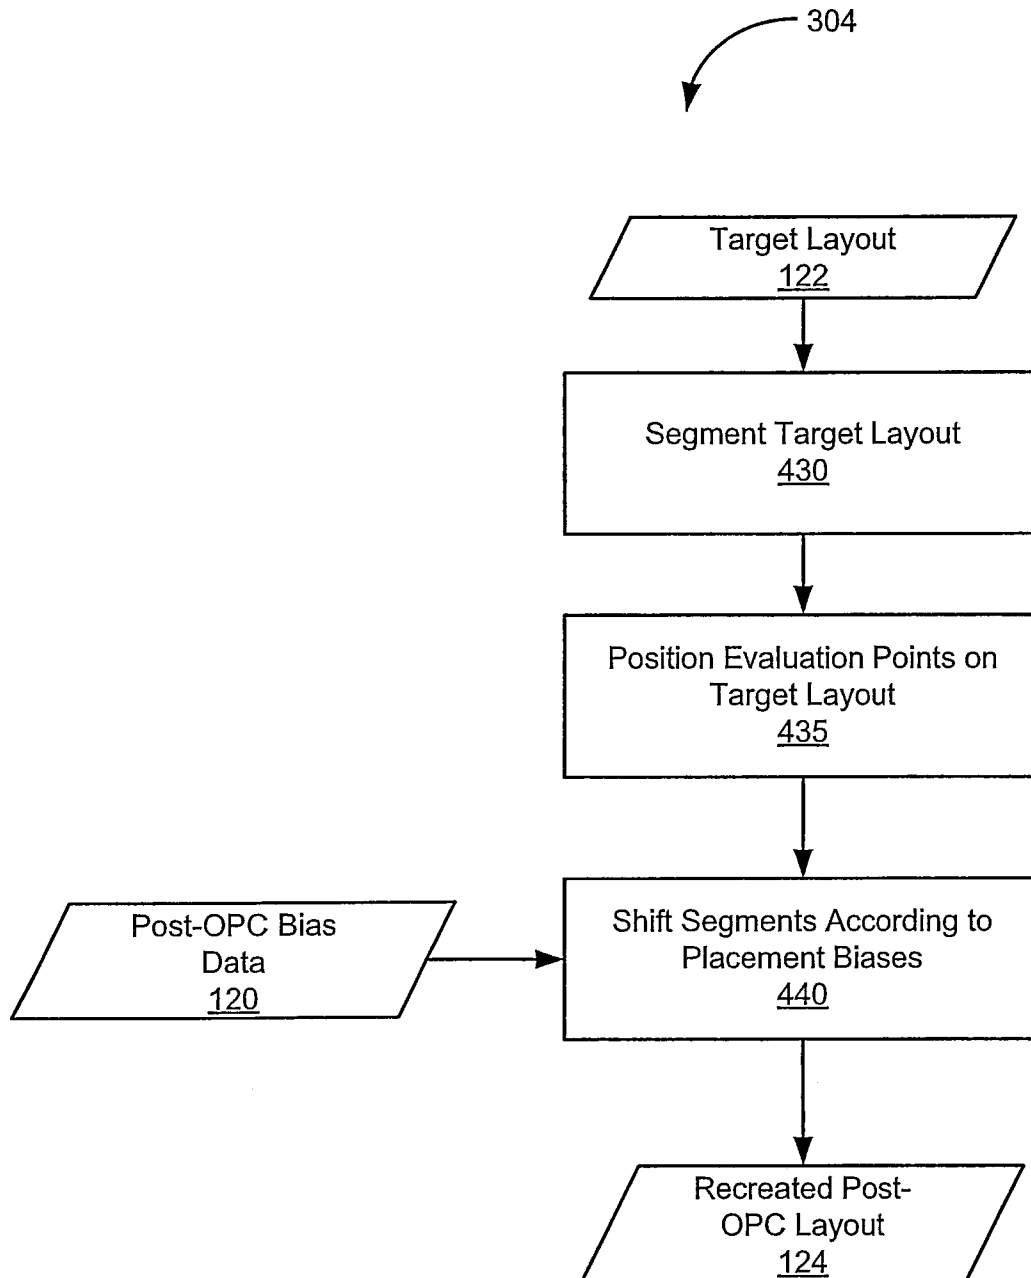 304
Target Layout
122
Segment Target Layout
430
Position Evaluation Points on
Target Layout
435
Post-OPC Bias
Data
120
Shift Segments According to
Placement Biases
440
Recreated Post-
OPC Layout
124